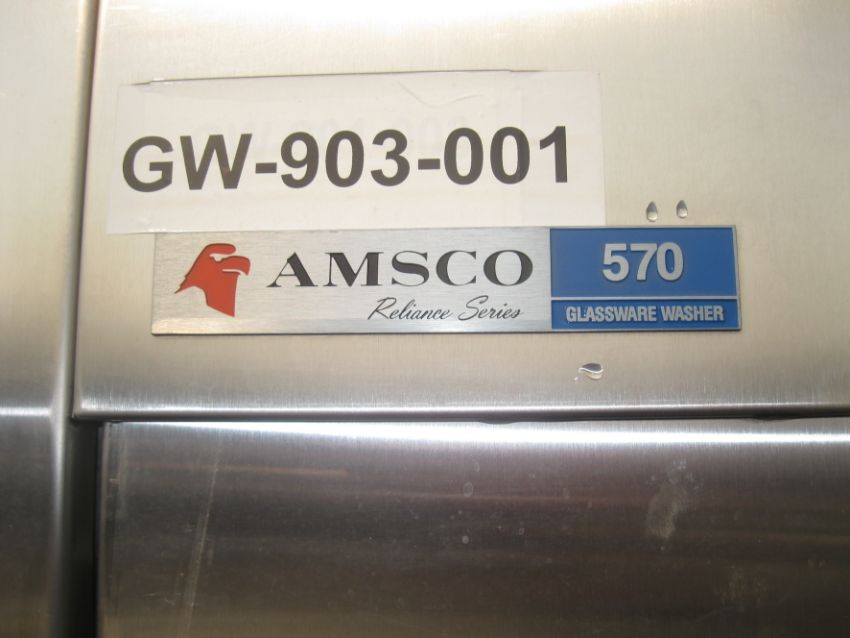 GW-903-001
AMSCO 570
Reliance Series GLASSWARE WASHER